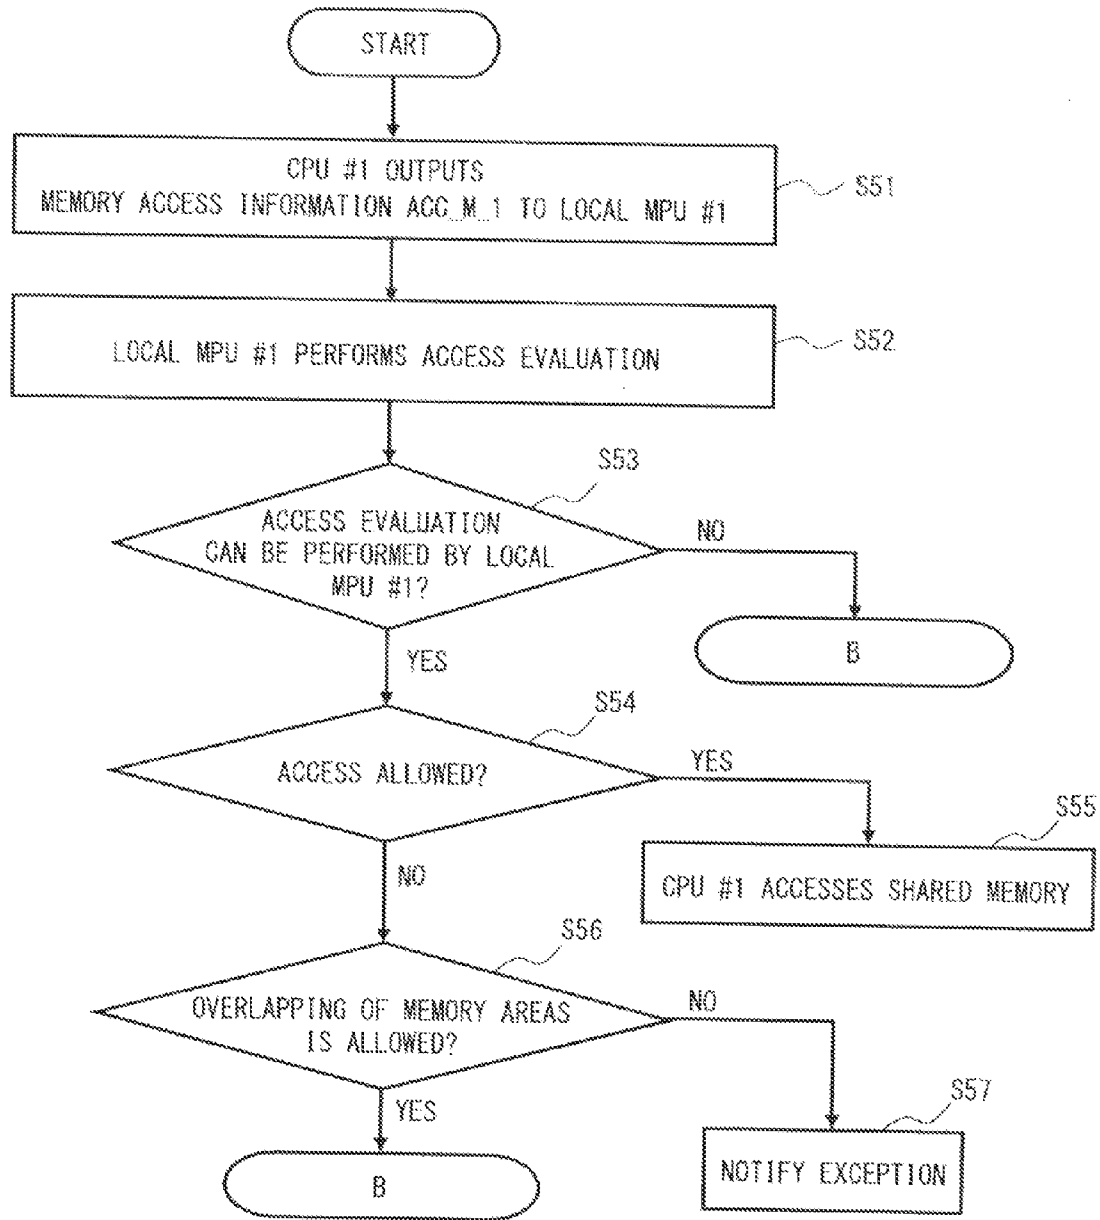 START
CPU #1 OUTPUTS
MEMORY ACCESS INFORMATION ACC_M_1 TO LOCAL MPU #1
S51
LOCAL MPU #1 PERFORMS ACCESS EVALUATION
S52
S53
ACCESS EVALUATION
CAN BE PERFORMED BY LOCAL
MPU #1?
NO
B
YES
S54
ACCESS ALLOWED?
YES
S55
CPU #1 ACCESSES SHARED MEMORY
NO
S56
OVERLAPPING OF MEMORY AREAS
IS ALLOWED?
NO
S57
YES
NOTIFY EXCEPTION
B